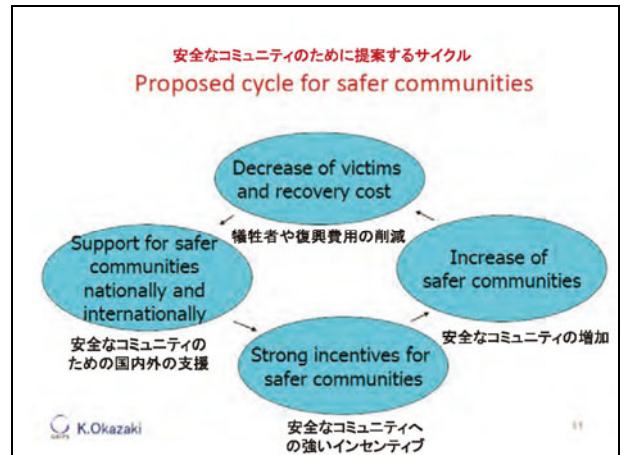 安全なコミュニティのために提案するサイクル
Proposed cycle for safer communities
Decrease of victims
and recovery cost
犠牲者や復興費用の削減
Support for safer
communities
nationally and
internationally
安全なコミュニティの
ための国内外の支援
Increase of
safer communities
安全なコミュニティの増加
Strong incentives for
safer communities
安全なコミュニティへ
の強いインセンティブ
K.Okazaki